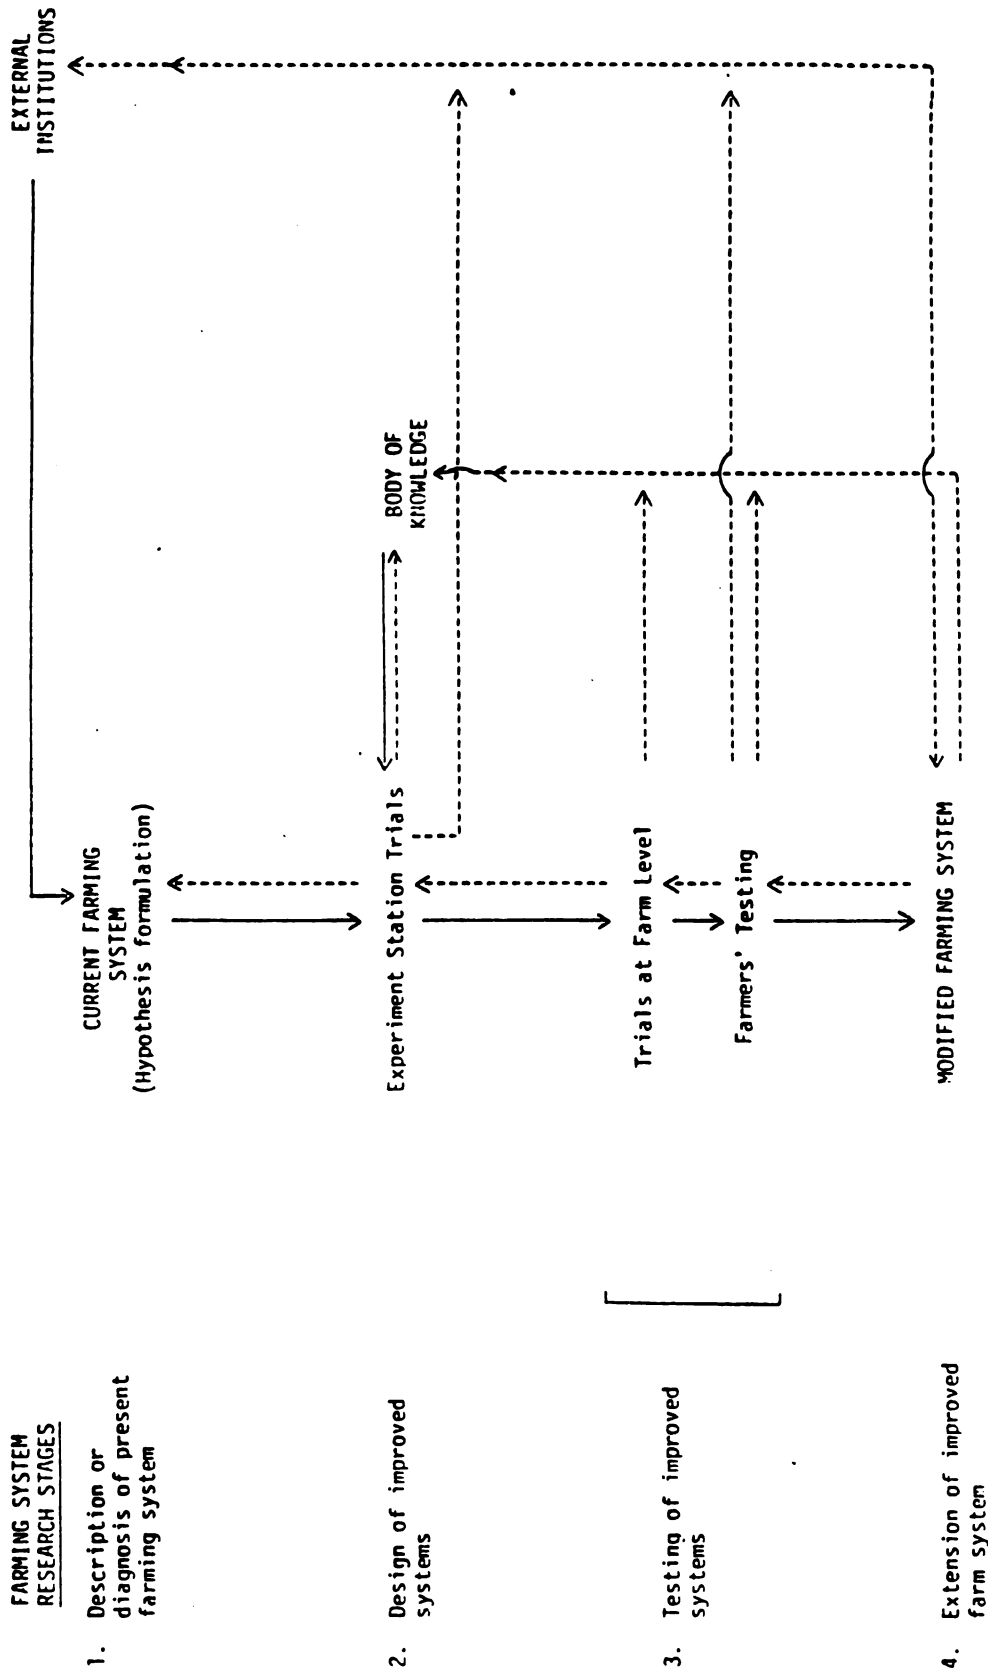 FARMING SYSTEM
RESEARCH STAGES
1. Description or
diagnosis of present
farming system
2. Design of improved
systems
3. Testing of improved
systems
4. Extension of improved
farm system
CURRENT FARMING
SYSTEM
(Hypothesis formulation)
Experiment Station Trials
Trials at Farm Level
Farmers' Testing
MODIFIED FARMING SYSTEM
BODY OF
KNOWLEDGE
EXTERNAL
INSTITUTIONS